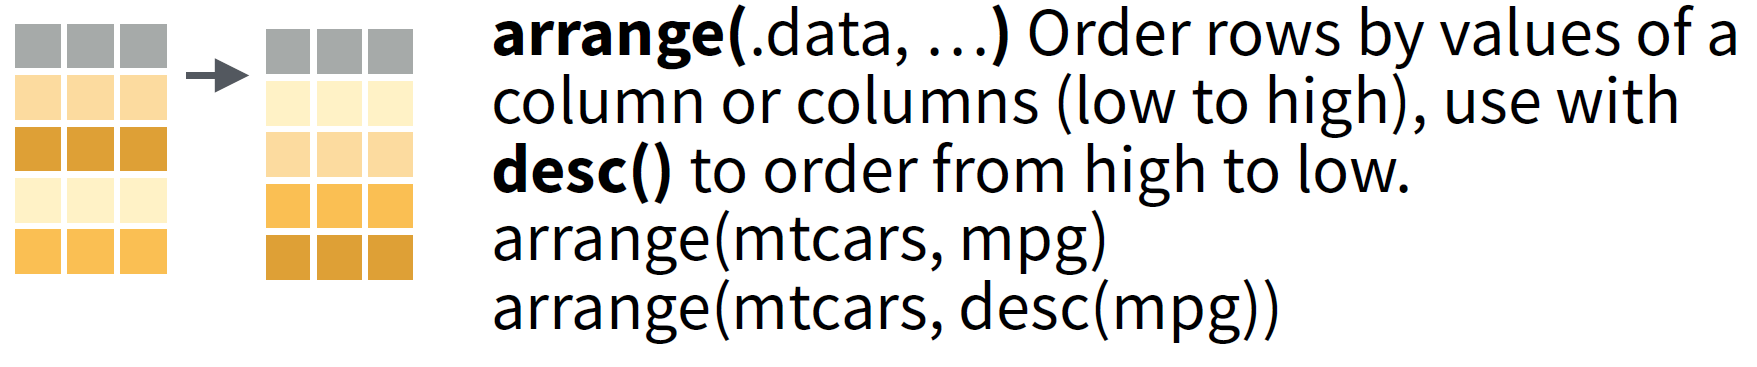 arrange(.data, …) Order rows by values of a
column or columns (low to high), use with
desc() to order from high to low.
arrange(mtcars, mpg)
arrange(mtcars, desc(mpg))